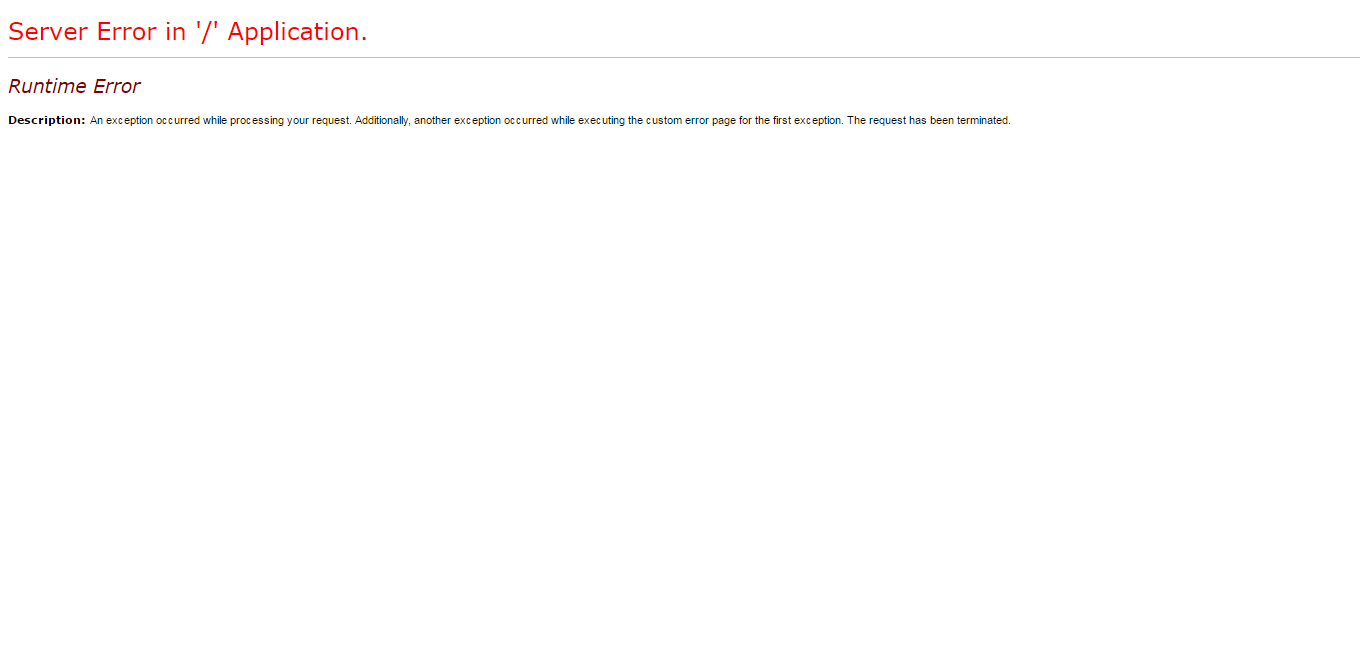 Server Error in '/' Application.
Runtime Error
Description: An exception occurred while processing your request. Additionally, another exception occurred while executing the custom error page for the first exception. The request has been terminated.